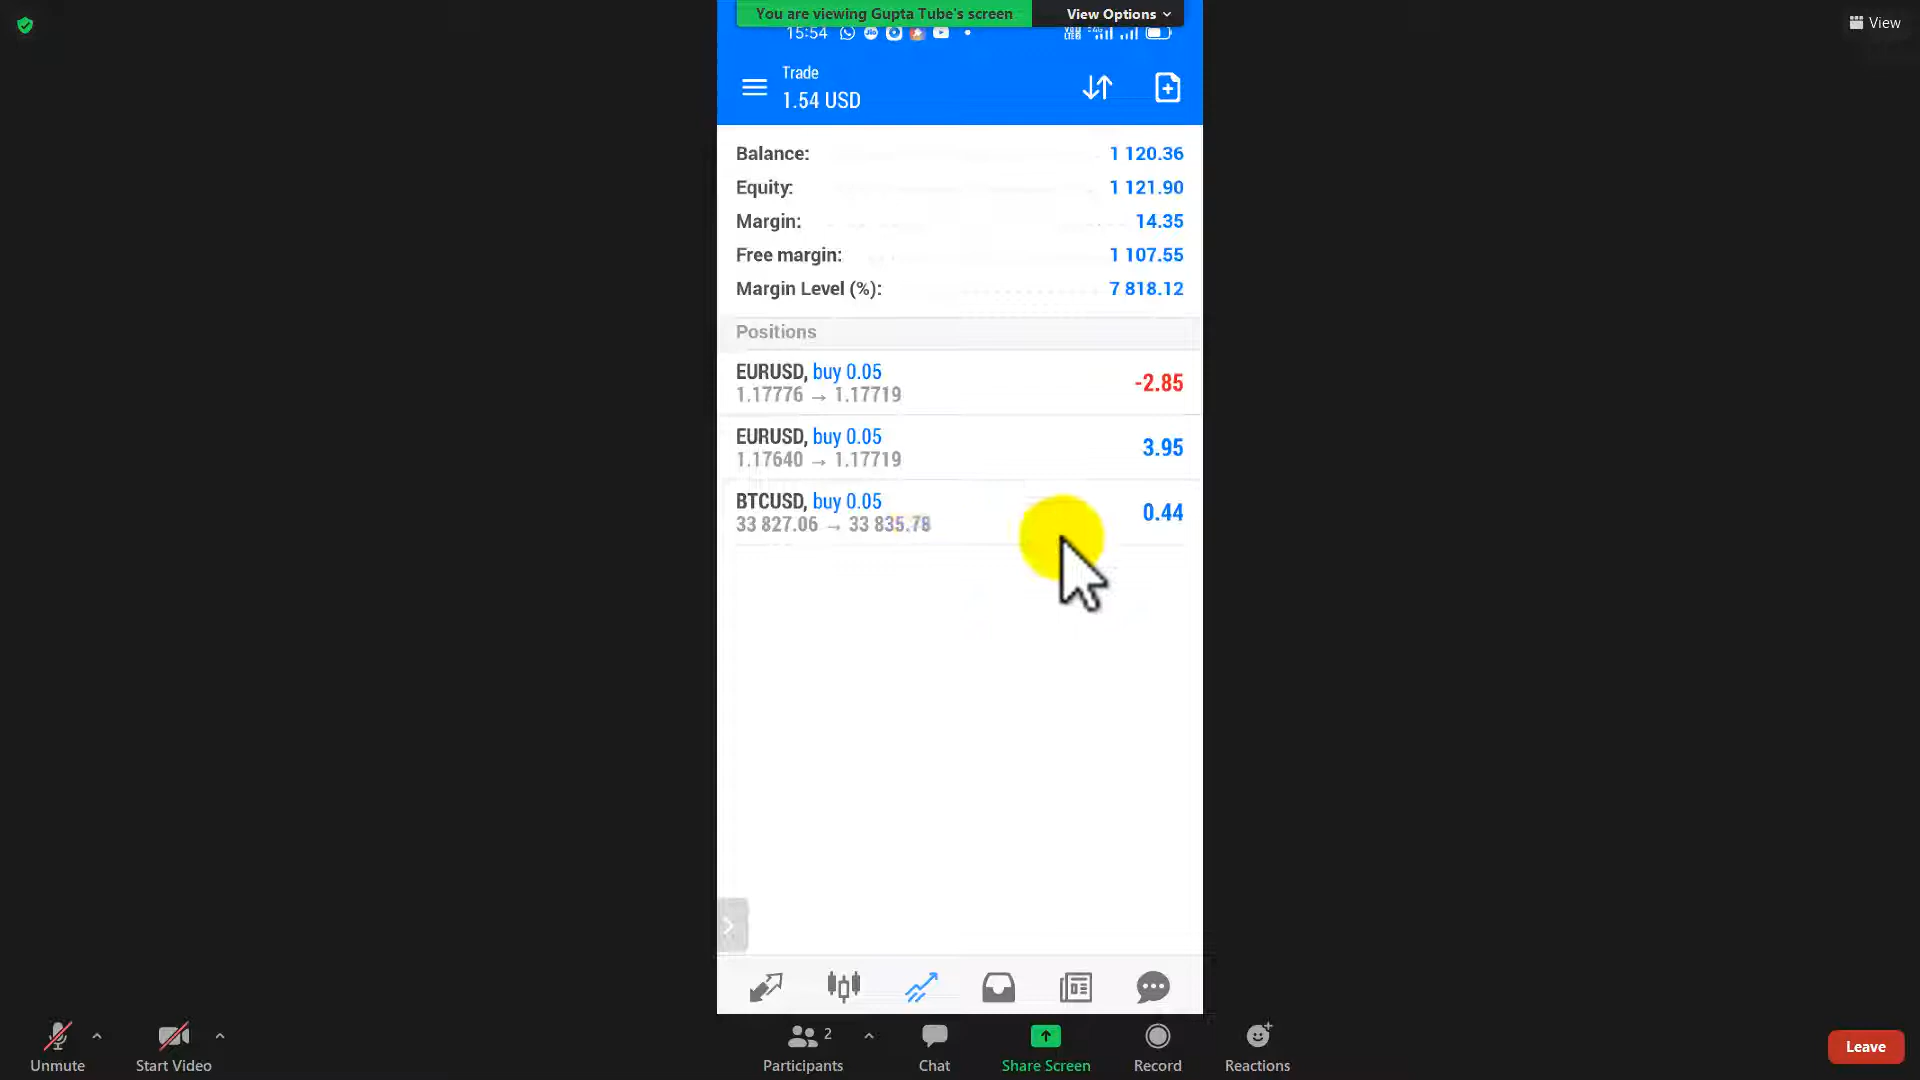 You are viewing Gupta Tube's screen
View Options
View
15:54
Trade
1.54 USD
Balance: 1 120.36
Equity: 1 121.90
Margin: 14.35
Free margin: 1 107.55
Margin Level (%): 7 818.12
Positions
EURUSD, buy 0.05
-2.85
1.17776 → 1.17719
EURUSD, buy 0.05
3.95
1.17640 → 1.17719
BTCUSD, buy 0.05
0.44
33 827.06 → 33 835.78
Unmute
Start Video
2
Participants
Chat
Share Screen
Record
Reactions
Leave